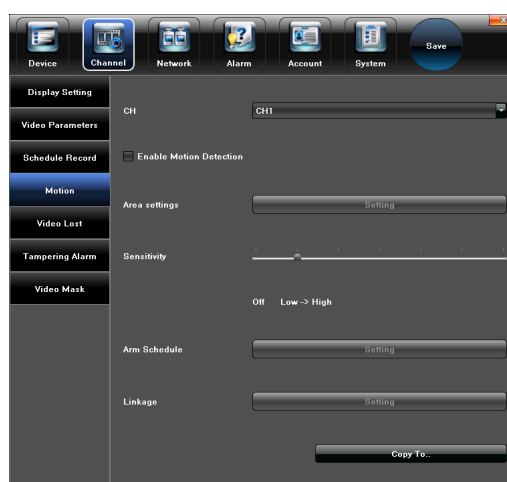 Device Channel Network Alarm Account System Save
Display Setting
Video Parameters
Schedule Record
Motion
Video Lost
Tampering Alarm
Video Mask
CH CH1
Enable Motion Detection
Area settings Setting
Sensitivity
Off Low -> High
Arm Schedule Setting
Linkage Setting
Copy To..